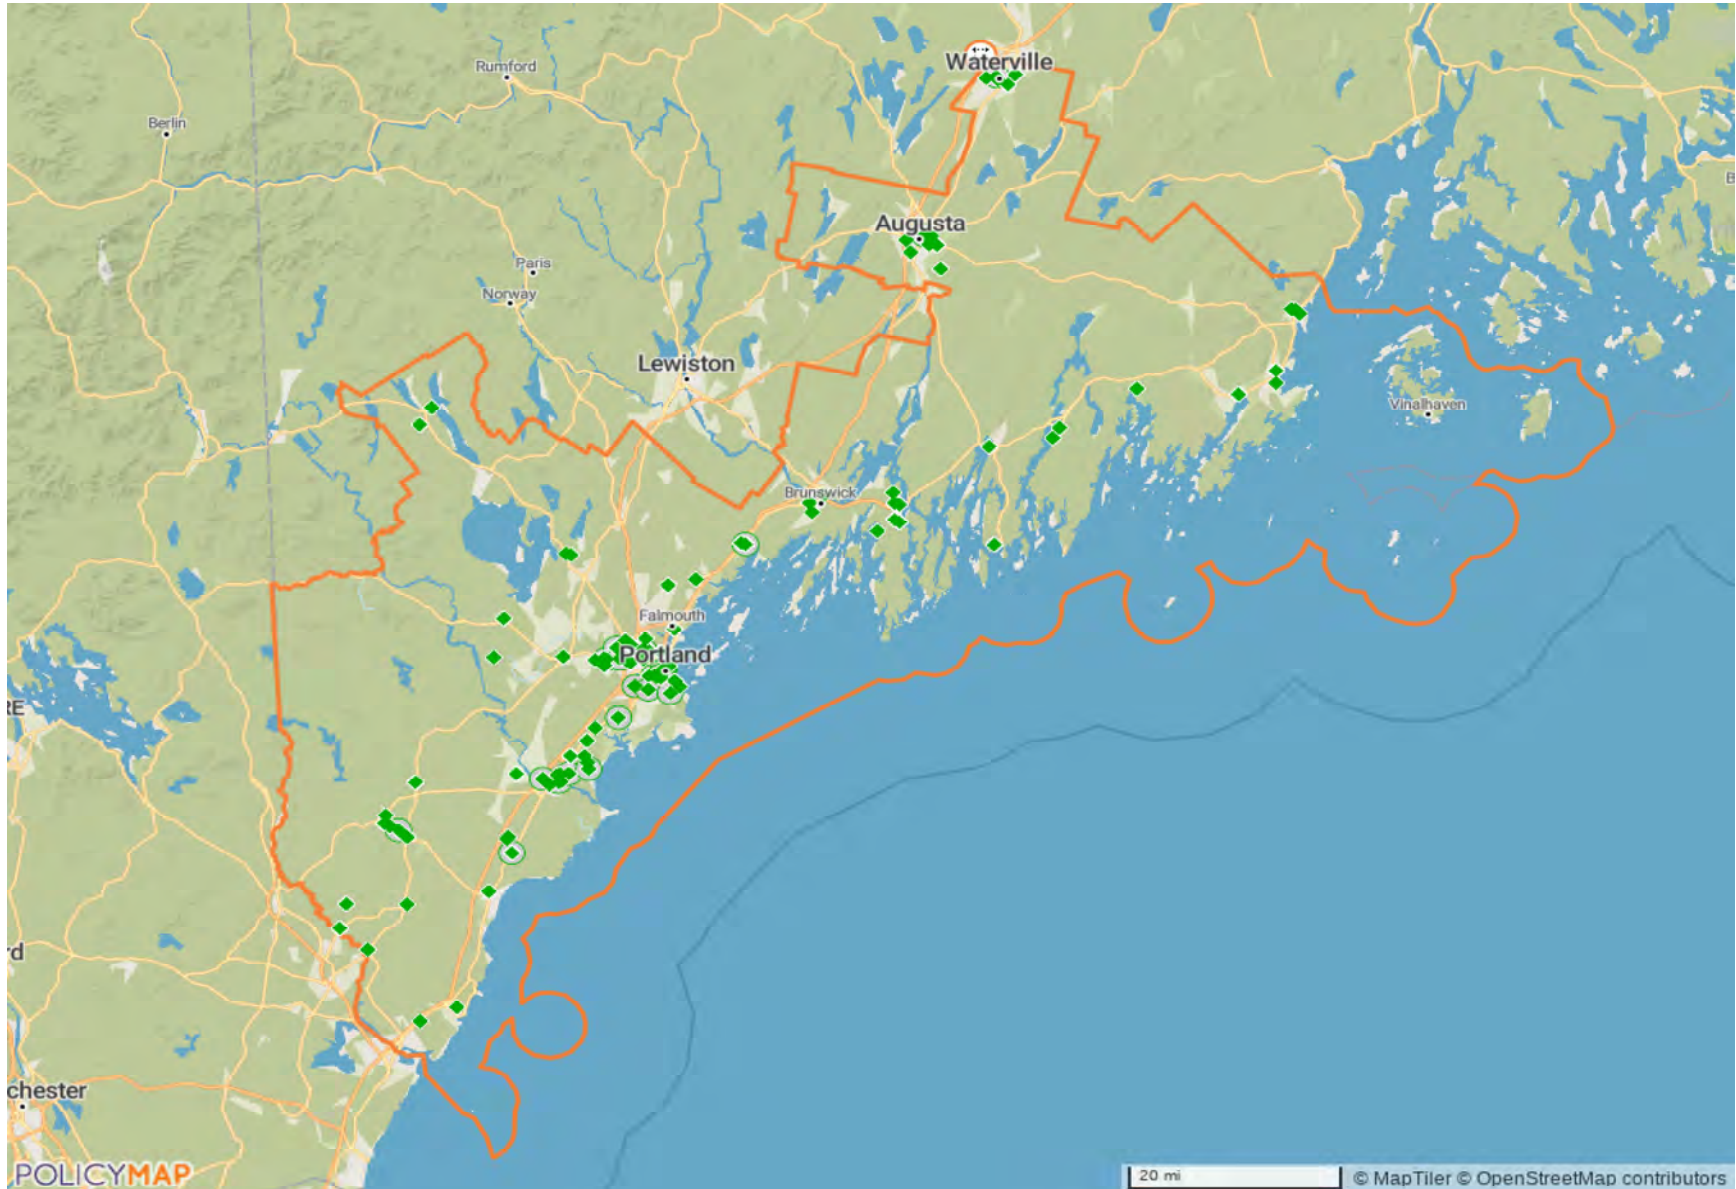 Waterville
Rumford
Berlin
Augusta
Paris
Norway
Lewiston
Vinalhaven
Brunswick
Falmouth
Portland
RE
rd
chester
POLICYMAP
20 mi
© MapTiler © OpenStreetMap contributors